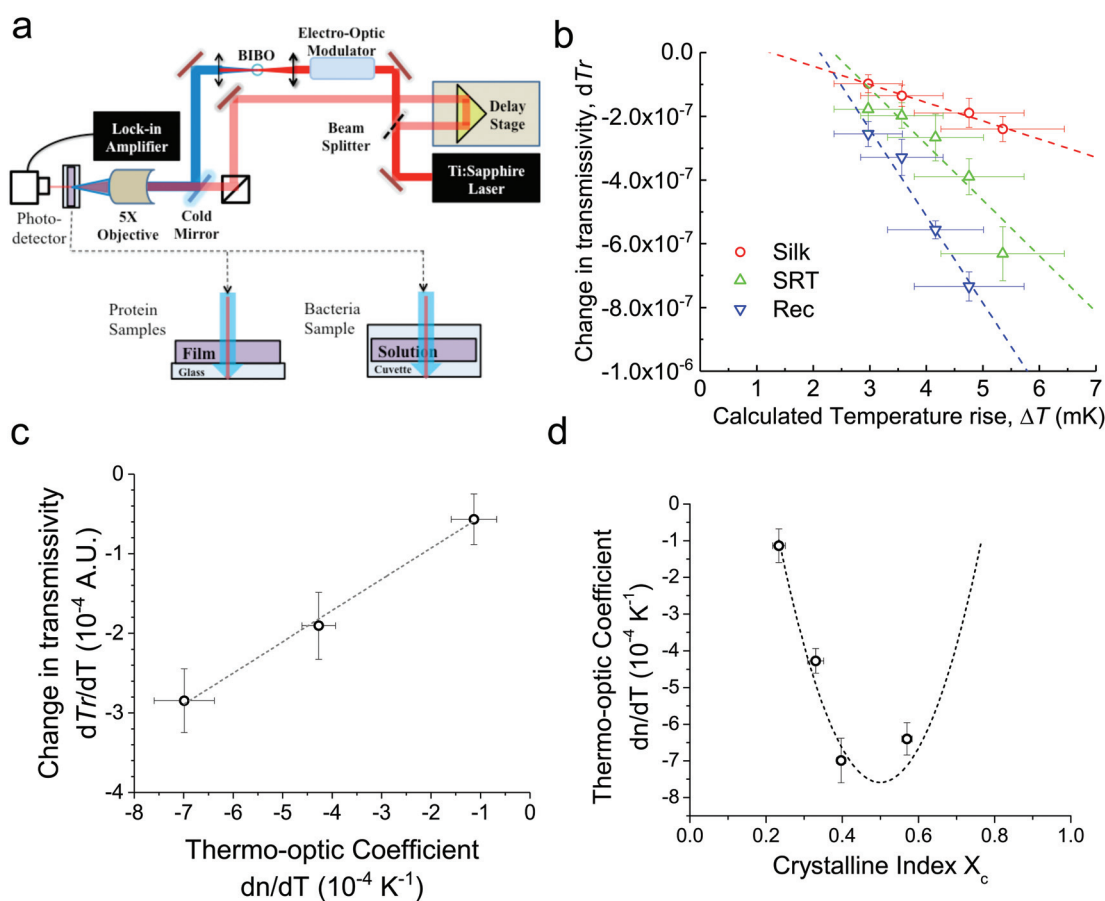 a
BIBO
Electro-Optic
Modulator
Lock-in
Amplifier
Beam
Splitter
Delay
Stage
Ti:Sapphire
Laser
Photo-
detector
5X
Objective
Cold
Mirror
Protein
Samples
Film
Glass
Bacteria
Sample
Solution
Cuvette
b
Change in transmissivity, dTr
0.0
-2.0x10⁻⁷
-4.0x10⁻⁷
-6.0x10⁻⁷
-8.0x10⁻⁷
-1.0x10⁻⁶
Silk
SRT
Rec
0 1 2 3 4 5 6 7
Calculated Temperature rise, ΔT (mK)
c
Change in transmissivity
dTr/dT (10⁻⁴ A.U.)
0
-1
-2
-3
-4
-8 -7 -6 -5 -4 -3 -2 -1 0
Thermo-optic Coefficient
dn/dT (10⁻⁴ K⁻¹)
d
Thermo-optic Coefficient
dn/dT (10⁻⁴ K⁻¹)
0
-1
-2
-3
-4
-5
-6
-7
-8
0.0 0.2 0.4 0.6 0.8 1.0
Crystalline Index X꜀